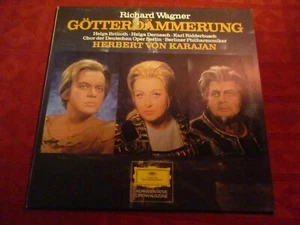 Richard Wagner
GÖTTERDÄMMERUNG
Helge Brilioth · Helga Dernesch · Karl Ridderbusch
Chor der Deutschen Oper Berlin · Berliner Philharmoniker
HERBERT VON KARAJAN